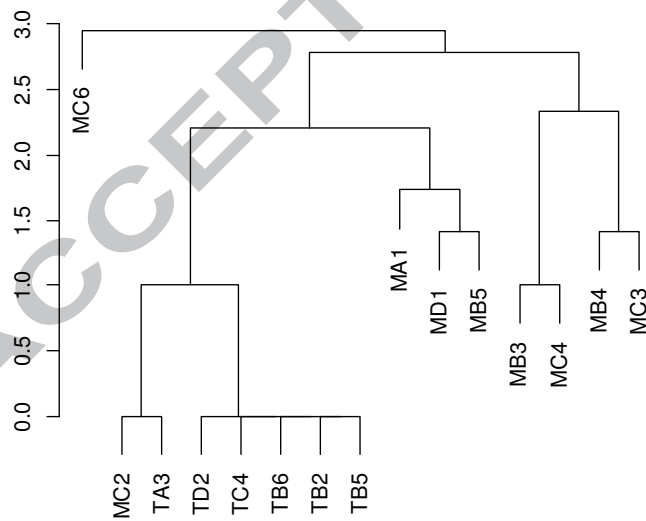 3.0
2.5
2.0
1.5
1.0
0.5
0.0
MC6
MC2
TA3
TD2
TC4
TB6
TB2
TB5
MA1
MD1
MB5
MB3
MC4
MB4
MC3
ACCEPT